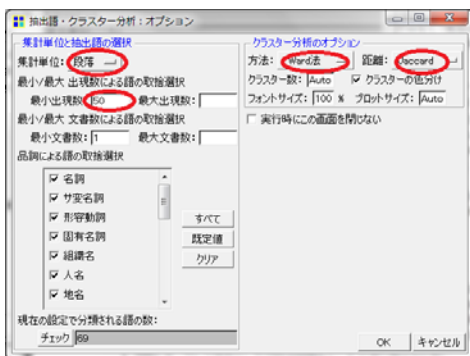 抽出語・クラスター分析：オプション
集計単位と抽出語の選択
集計単位： 段落
最小/最大 出現数による語の取捨選択
最小出現数： 50 最大出現数：
最小/最大 文書数による語の取捨選択
最小文書数： 1 最大文書数：
品詞による語の取捨選択
名詞
サ変名詞
形容動詞
固有名詞
組織名
人名
地名
すべて
既定値
クリア
現在の設定で分類される語の数：
チェック 69
クラスター分析のオプション
方法： Ward法 距離： Jaccard
クラスター数： Auto クラスターの色分け
フォントサイズ： 100 % プロットサイズ： Auto
実行時にこの画面を閉じない
OK キャンセル